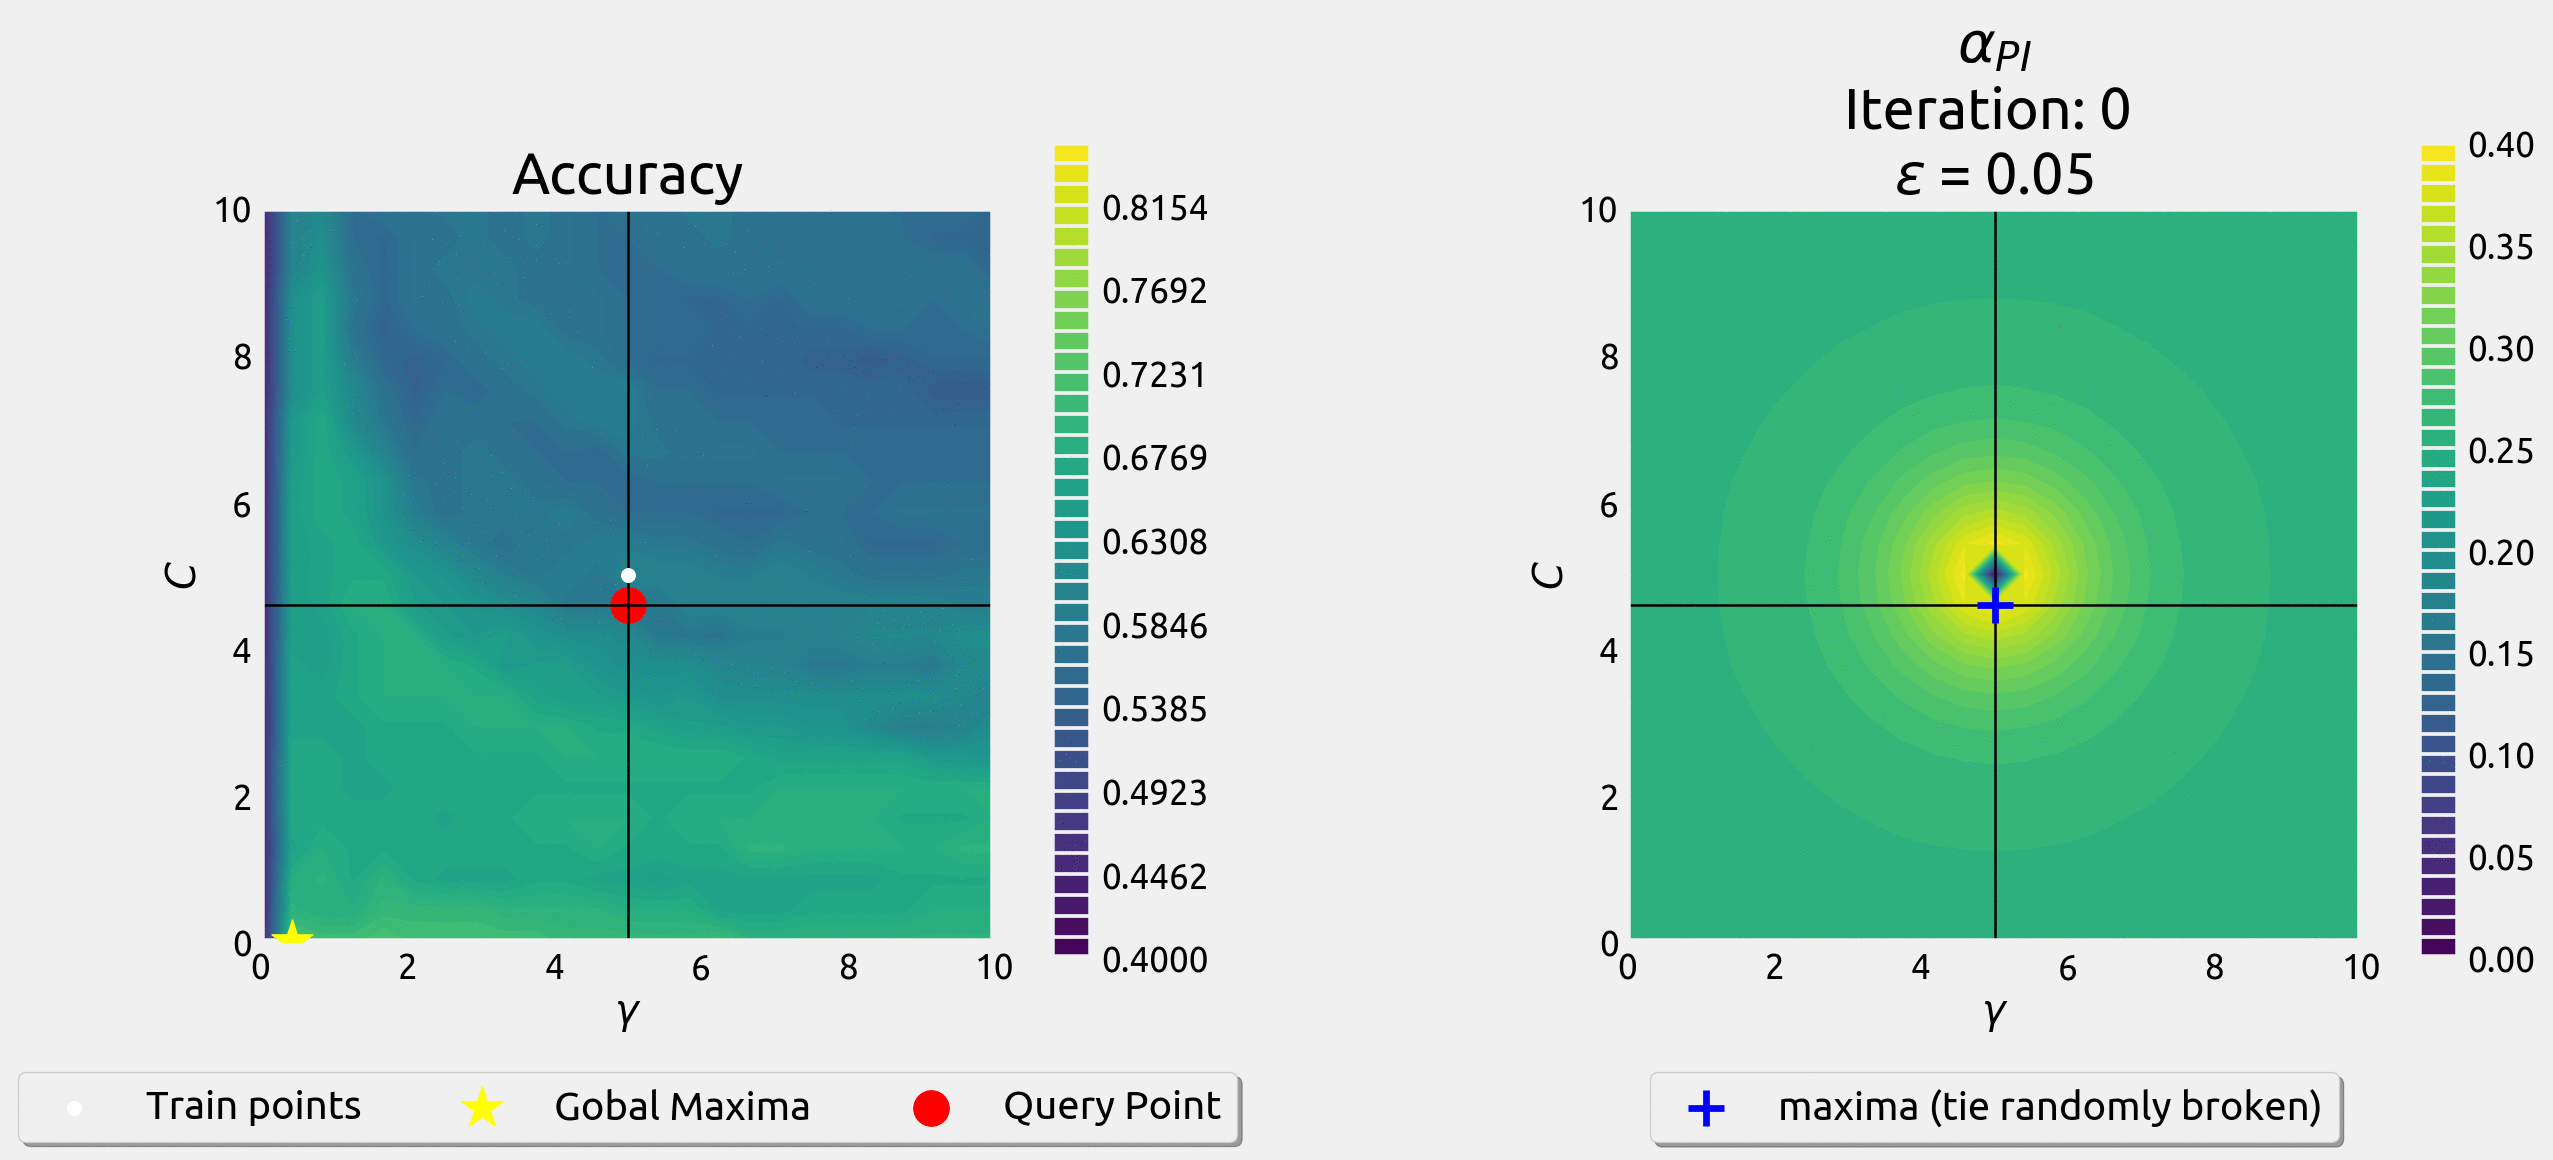 Accuracy
10
8
6
4
2
0
C
0 2 4 6 8 10
γ
0.8154
0.7692
0.7231
0.6769
0.6308
0.5846
0.5385
0.4923
0.4462
0.4000
Train points
Gobal Maxima
Query Point
α_PI
Iteration: 0
ε = 0.05
10
8
6
4
2
0
C
0 2 4 6 8 10
γ
0.40
0.35
0.30
0.25
0.20
0.15
0.10
0.05
0.00
maxima (tie randomly broken)